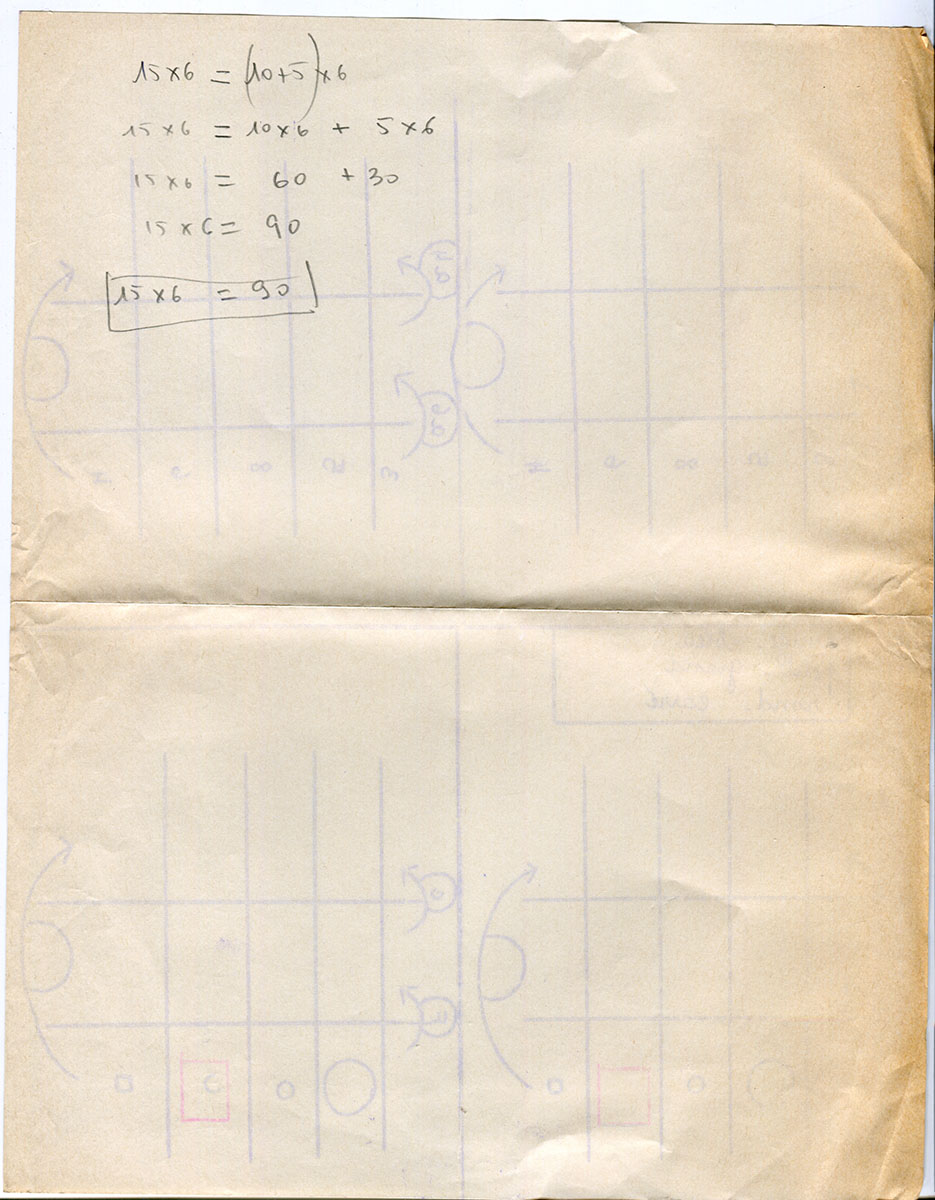 15 × 6 = (10+5) × 6
15 × 6 = 10 × 6 + 5 × 6
15 × 6 = 60 + 30
15 × 6 = 90
15 × 6 = 90